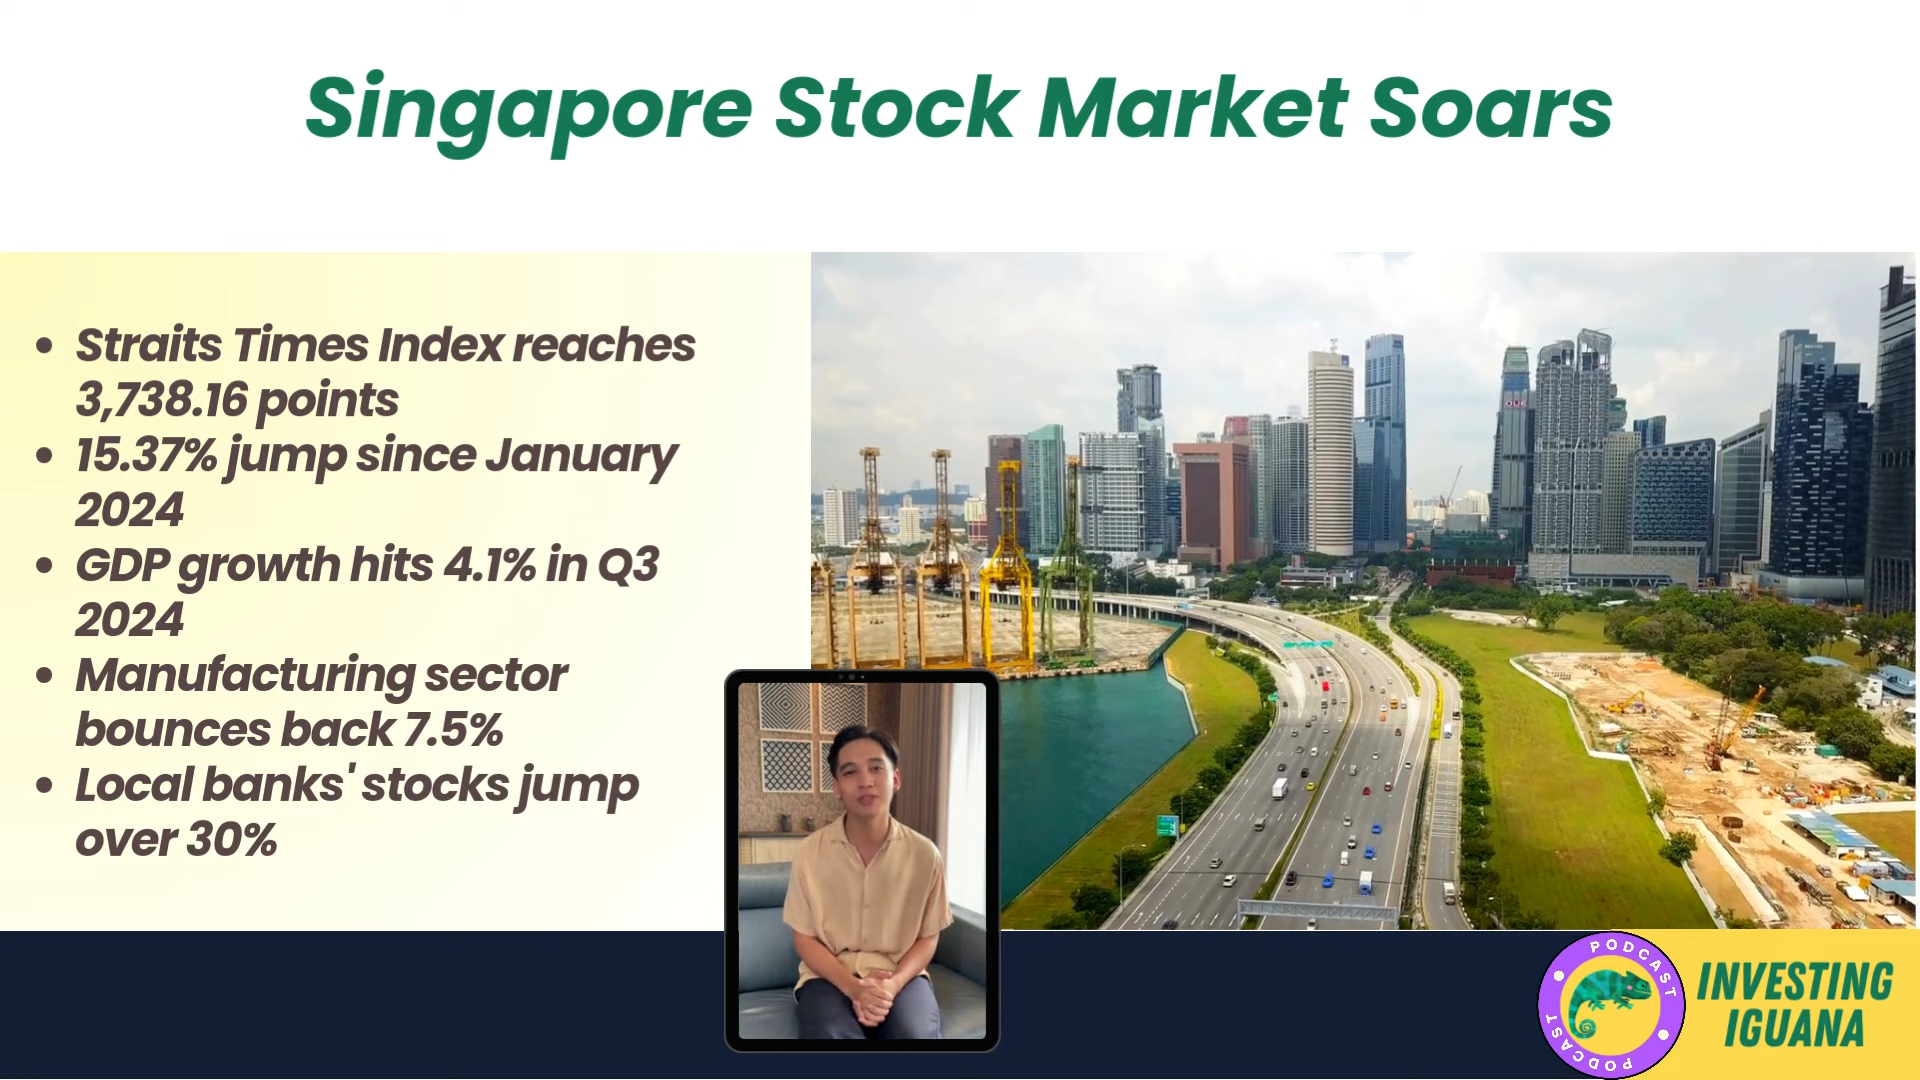 Singapore Stock Market Soars
• Straits Times Index reaches
3,738.16 points
• 15.37% jump since January
2024
• GDP growth hits 4.1% in Q3
2024
• Manufacturing sector
bounces back 7.5%
• Local banks' stocks jump
over 30%
OUE
PODCAST
PODCAST
PODCAST
INVESTING
IGUANA